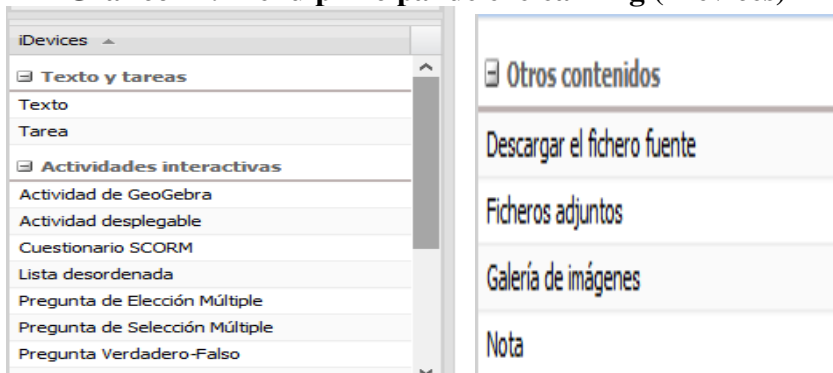 iDevices
Texto y tareas
Texto
Tarea
Actividades interactivas
Actividad de GeoGebra
Actividad desplegable
Cuestionario SCORM
Lista desordenada
Pregunta de Elección Múltiple
Pregunta de Selección Múltiple
Pregunta Verdadero-Falso
Otros contenidos
Descargar el fichero fuente
Ficheros adjuntos
Galería de imágenes
Nota